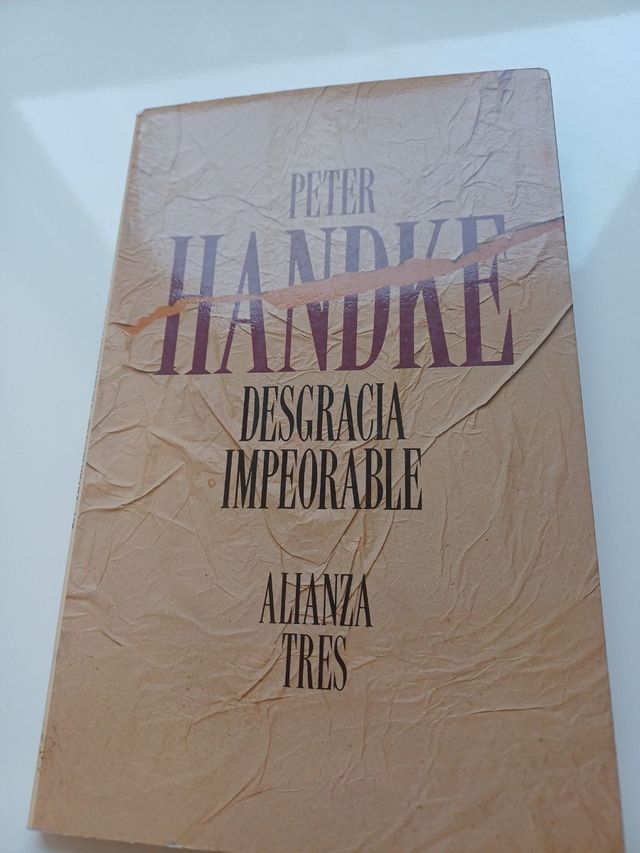 PETER
HANDKE
DESGRACIA
IMPEORABLE
ALIANZA
TRES